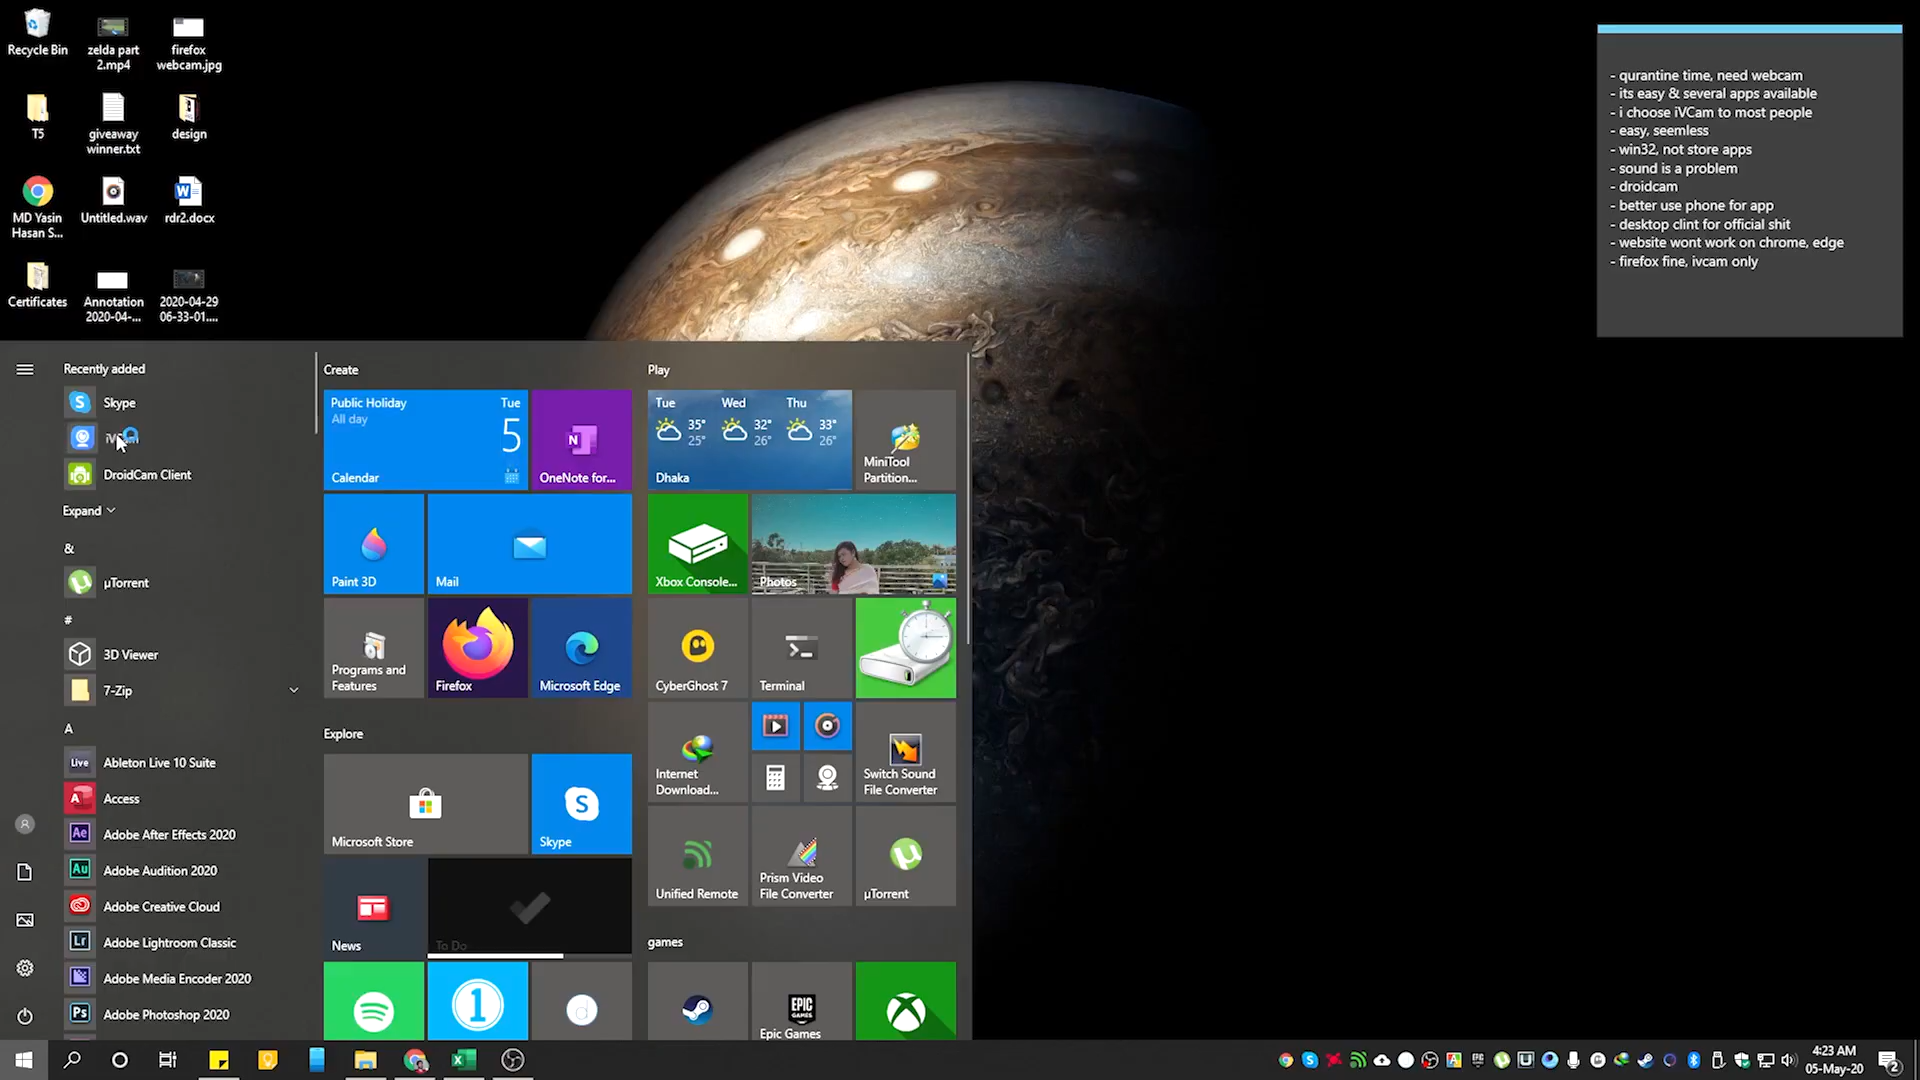 Recycle Bin
zelda part
2.mp4
firefox
webcam.jpg
T5
giveaway
winner.txt
design
MD Yasin
Hasan S...
Untitled.wav
rdr2.docx
Certificates
Annotation
2020-04-...
2020-04-29
06-33-01....
- qurantine time, need webcam
- its easy & several apps available
- i choose iVCam to most people
- easy, seemless
- win32, not store apps
- sound is a problem
- droidcam
- better use phone for app
- desktop clint for official shit
- website wont work on chrome, edge
- firefox fine, ivcam only
Recently added
Skype
DroidCam Client
Expand
&
µTorrent
#
3D Viewer
7-Zip
A
Ableton Live 10 Suite
Access
Adobe After Effects 2020
Adobe Audition 2020
Adobe Creative Cloud
Adobe Lightroom Classic
Adobe Media Encoder 2020
Adobe Photoshop 2020
Create
Public Holiday
All day
Tue
5
Calendar
OneNote for...
Paint 3D
Mail
Programs and
Features
Firefox
Microsoft Edge
Explore
Microsoft Store
Skype
News
To Do
Play
Tue Wed Thu
35° 32° 33°
25° 26° 26°
Dhaka
MiniTool
Partition...
Xbox Console...
Photos
CyberGhost 7
Terminal
Internet
Download...
Switch Sound
File Converter
Unified Remote
Prism Video
File Converter
µTorrent
games
EPIC
GAMES
Epic Games
4:23 AM
05-May-20
2